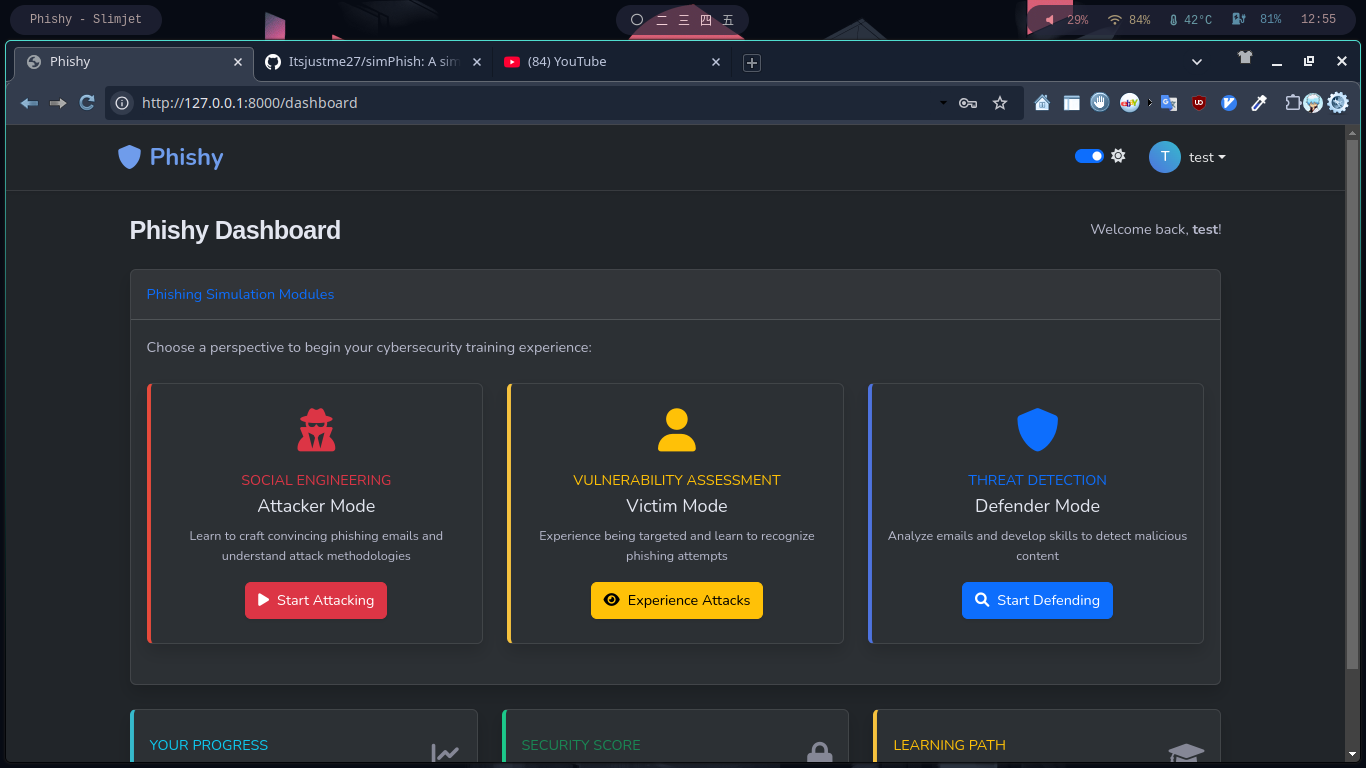 Phishy - Slimjet
二 三 四 五
29% 84% 42°C 81% 12:55
Phishy
Itsjustme27/simPhish: A sim
(84) YouTube
http://127.0.0.1:8000/dashboard
Phishy
T test
Phishy Dashboard
Welcome back, test!
Phishing Simulation Modules
Choose a perspective to begin your cybersecurity training experience:
SOCIAL ENGINEERING
Attacker Mode
Learn to craft convincing phishing emails and
understand attack methodologies
Start Attacking
VULNERABILITY ASSESSMENT
Victim Mode
Experience being targeted and learn to recognize
phishing attempts
Experience Attacks
THREAT DETECTION
Defender Mode
Analyze emails and develop skills to detect malicious
content
Start Defending
YOUR PROGRESS
SECURITY SCORE
LEARNING PATH